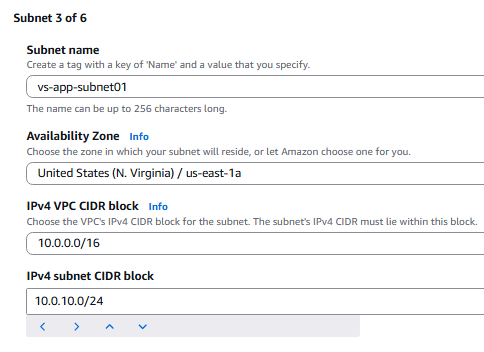 Subnet 3 of 6
Subnet name
Create a tag with a key of 'Name' and a value that you specify.
vs-app-subnet01
The name can be up to 256 characters long.
Availability Zone Info
Choose the zone in which your subnet will reside, or let Amazon choose one for you.
United States (N. Virginia) / us-east-1a
IPv4 VPC CIDR block Info
Choose the VPC's IPv4 CIDR block for the subnet. The subnet's IPv4 CIDR must lie within this block.
10.0.0.0/16
IPv4 subnet CIDR block
10.0.10.0/24